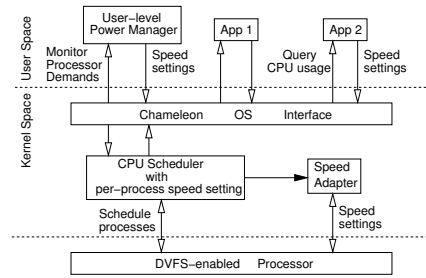 User Space
User-level
Power Manager
App 1
App 2
Monitor
Processor
Demands
Speed
settings
Query
CPU usage
Speed
settings
Kernel Space
Chameleon OS Interface
CPU Scheduler
with
per-process speed setting
Speed
Adapter
Schedule
processes
Speed
settings
DVFS-enabled Processor